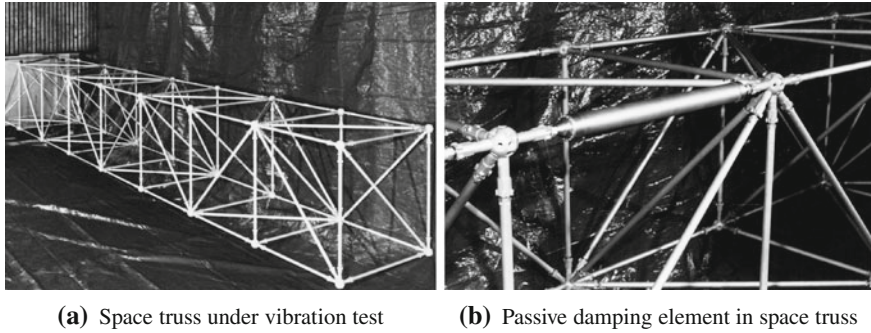 (a) Space truss under vibration test
(b) Passive damping element in space truss